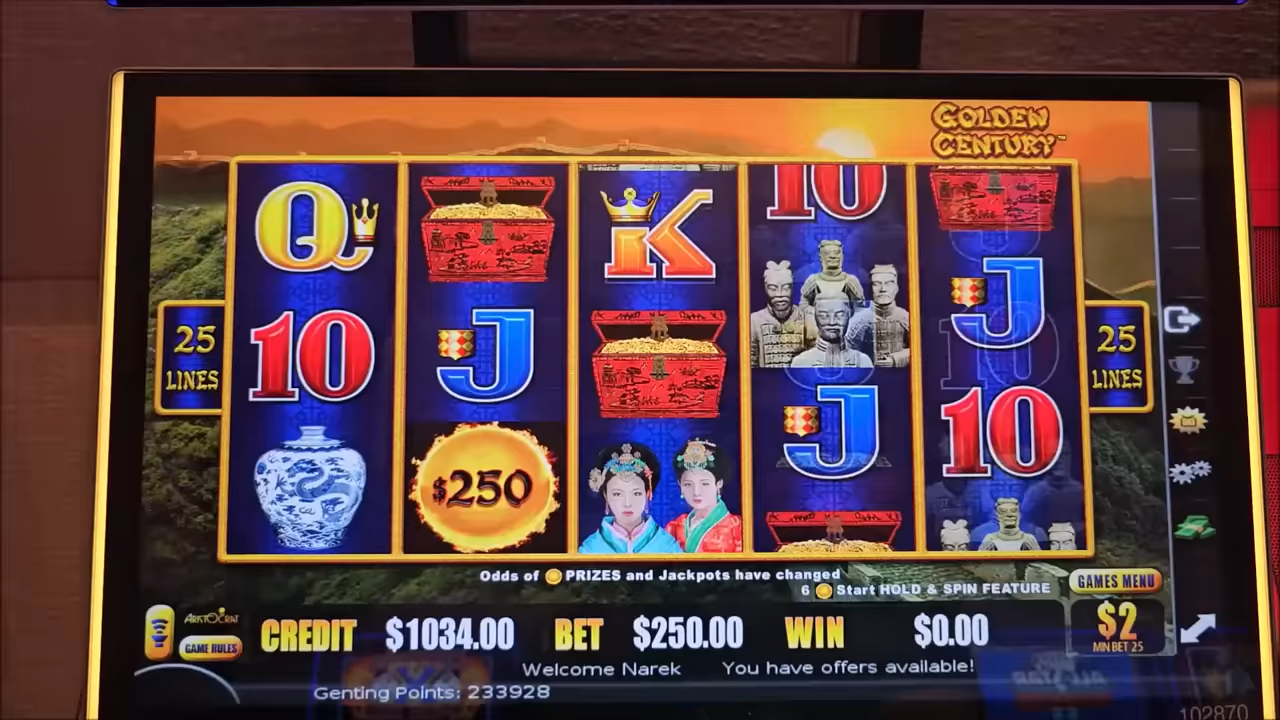 GOLDEN
CENTURY™
Q
K
10
25
LINES
10
J
J
25
LINES
J
10
$250
Odds of PRIZES and Jackpots have changed
6 Start HOLD & SPIN FEATURE
GAMES MENU
ARISTOCRAT
GAME RULES
CREDIT $1034.00 BET $250.00 WIN $0.00
$2
MIN BET 25
Welcome Narek You have offers available!
Genting Points: 233928
102870